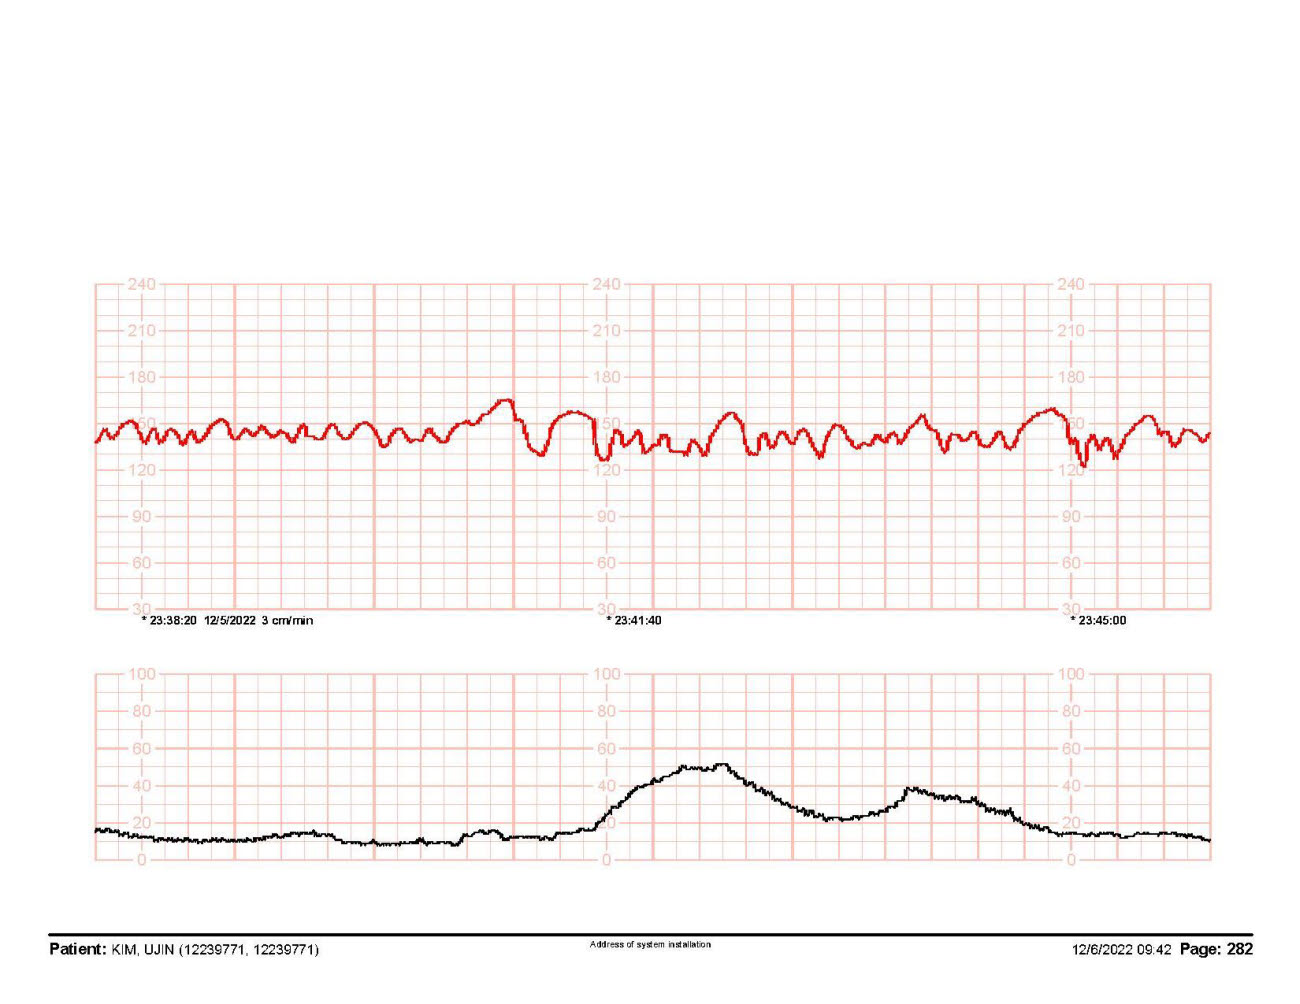 240 240 240
210 210 210
180 180 180
150 150 150
120 120 120
90 90 90
60 60 60
30 30 30
* 23:38:20 12/5/2022 3 cm/min * 23:41:40 * 23:45:00
100 100 100
80 80 80
60 60 60
40 40 40
20 20 20
0 0 0
Patient: KIM, UJIN (12239771, 12239771) Address of system installation 12/6/2022 09:42 Page: 282